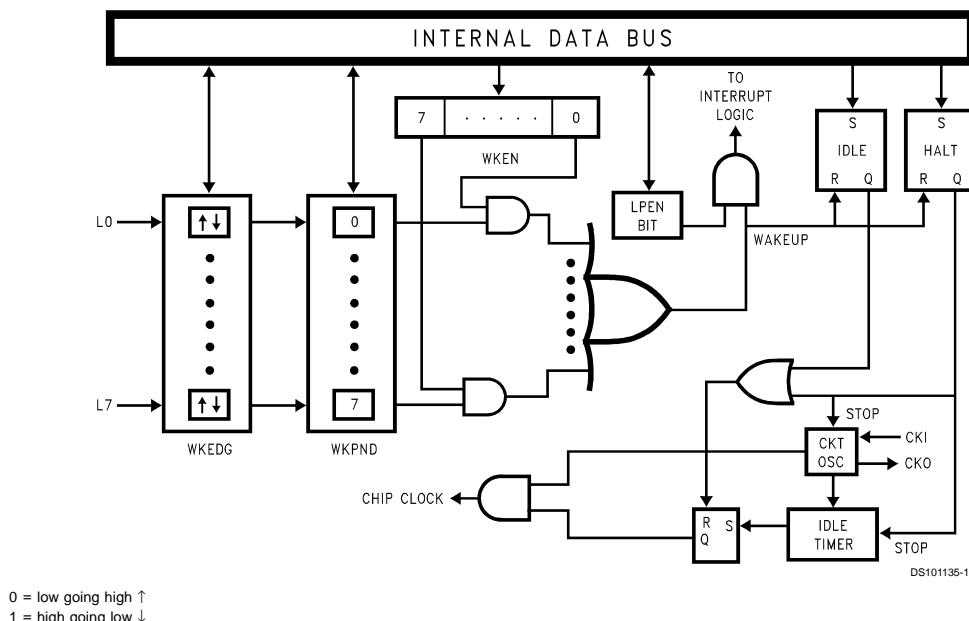 INTERNAL DATA BUS
TO
INTERRUPT
LOGIC
7 · · · · · 0
WKEN
S
IDLE
R Q
S
HALT
R Q
LPEN
BIT
WAKEUP
L0
↑↓
0
L7
↑↓
7
WKEDG
WKPND
STOP
CKT
OSC
CKI
CKO
CHIP CLOCK
R S
Q
IDLE
TIMER
STOP
DS101135-1
0 = low going high ↑
1 = high going low ↓